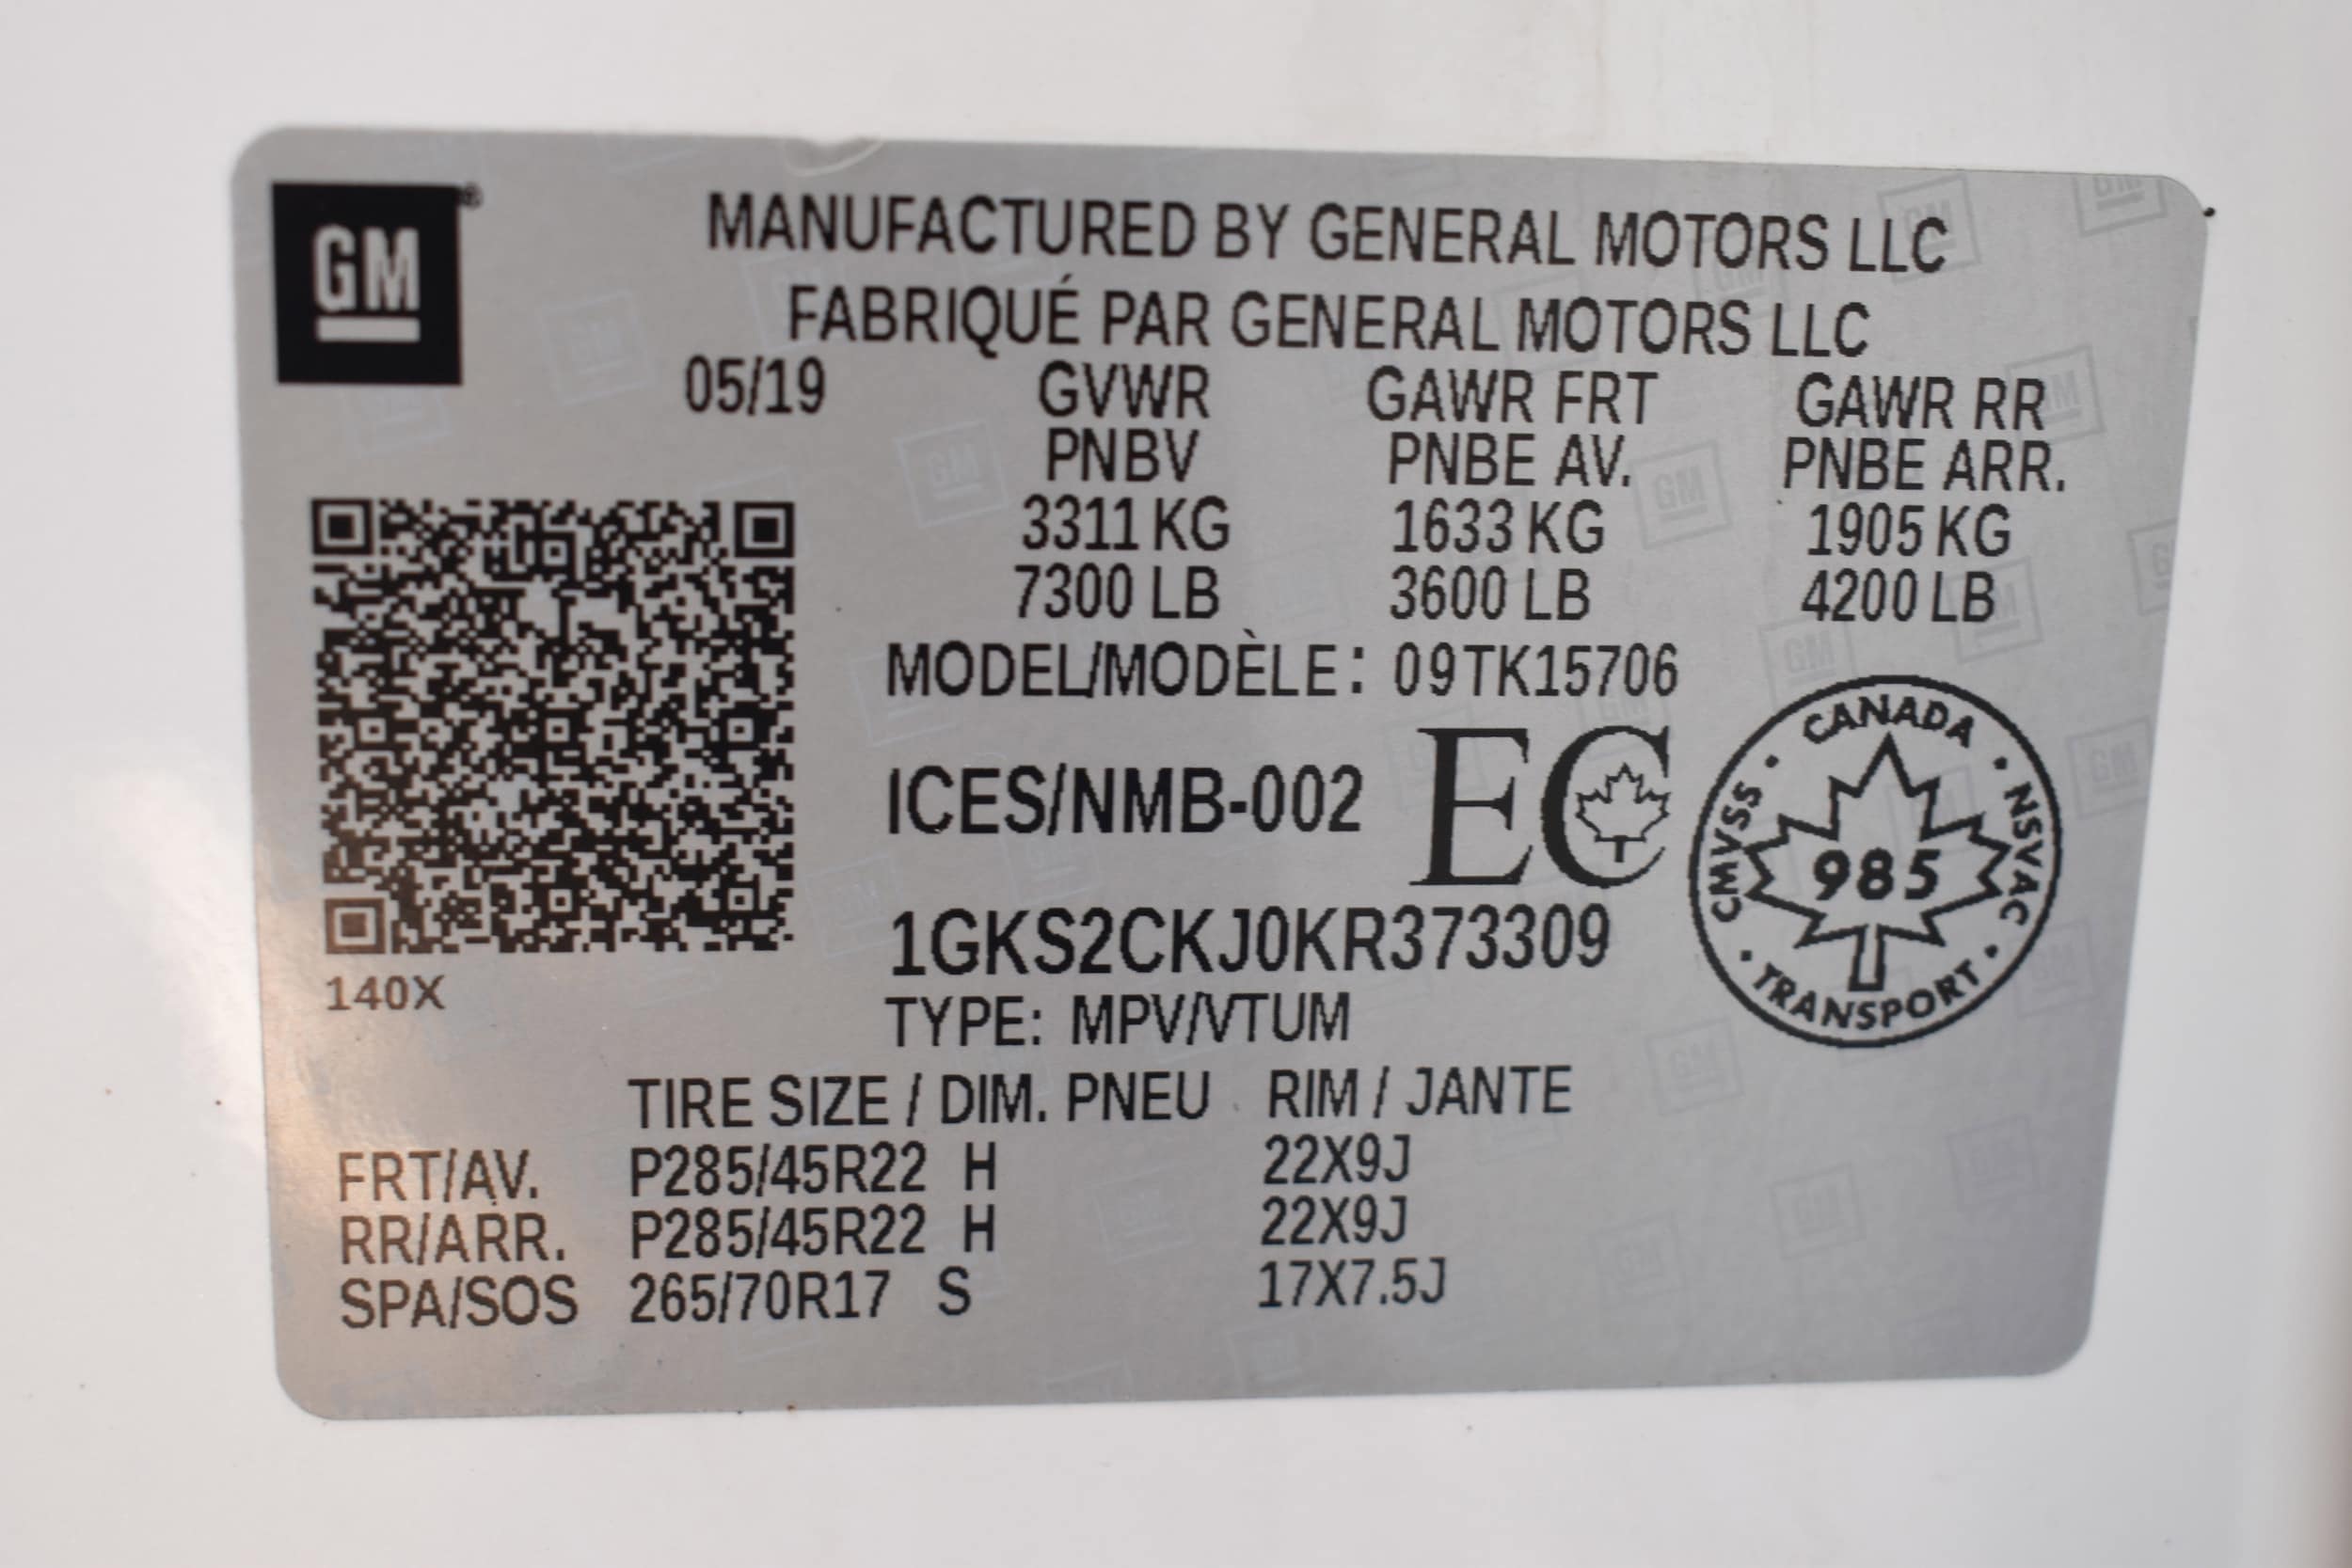 GM®
MANUFACTURED BY GENERAL MOTORS LLC
FABRIQUÉ PAR GENERAL MOTORS LLC
05/19 GVWR GAWR FRT GAWR RR
PNBV PNBE AV. PNBE ARR.
3311 KG 1633 KG 1905 KG
7300 LB 3600 LB 4200 LB
MODEL/MODÈLE: 09TK15706
ICES/NMB-002 EC
CANADA • NSVAC • TRANSPORT • CMVSS •
985
1GKS2CKJ0KR373309
140X
TYPE: MPV/VTUM
TIRE SIZE / DIM. PNEU RIM / JANTE
FRT/AV. P285/45R22 H 22X9J
RR/ARR. P285/45R22 H 22X9J
SPA/SOS 265/70R17 S 17X7.5J